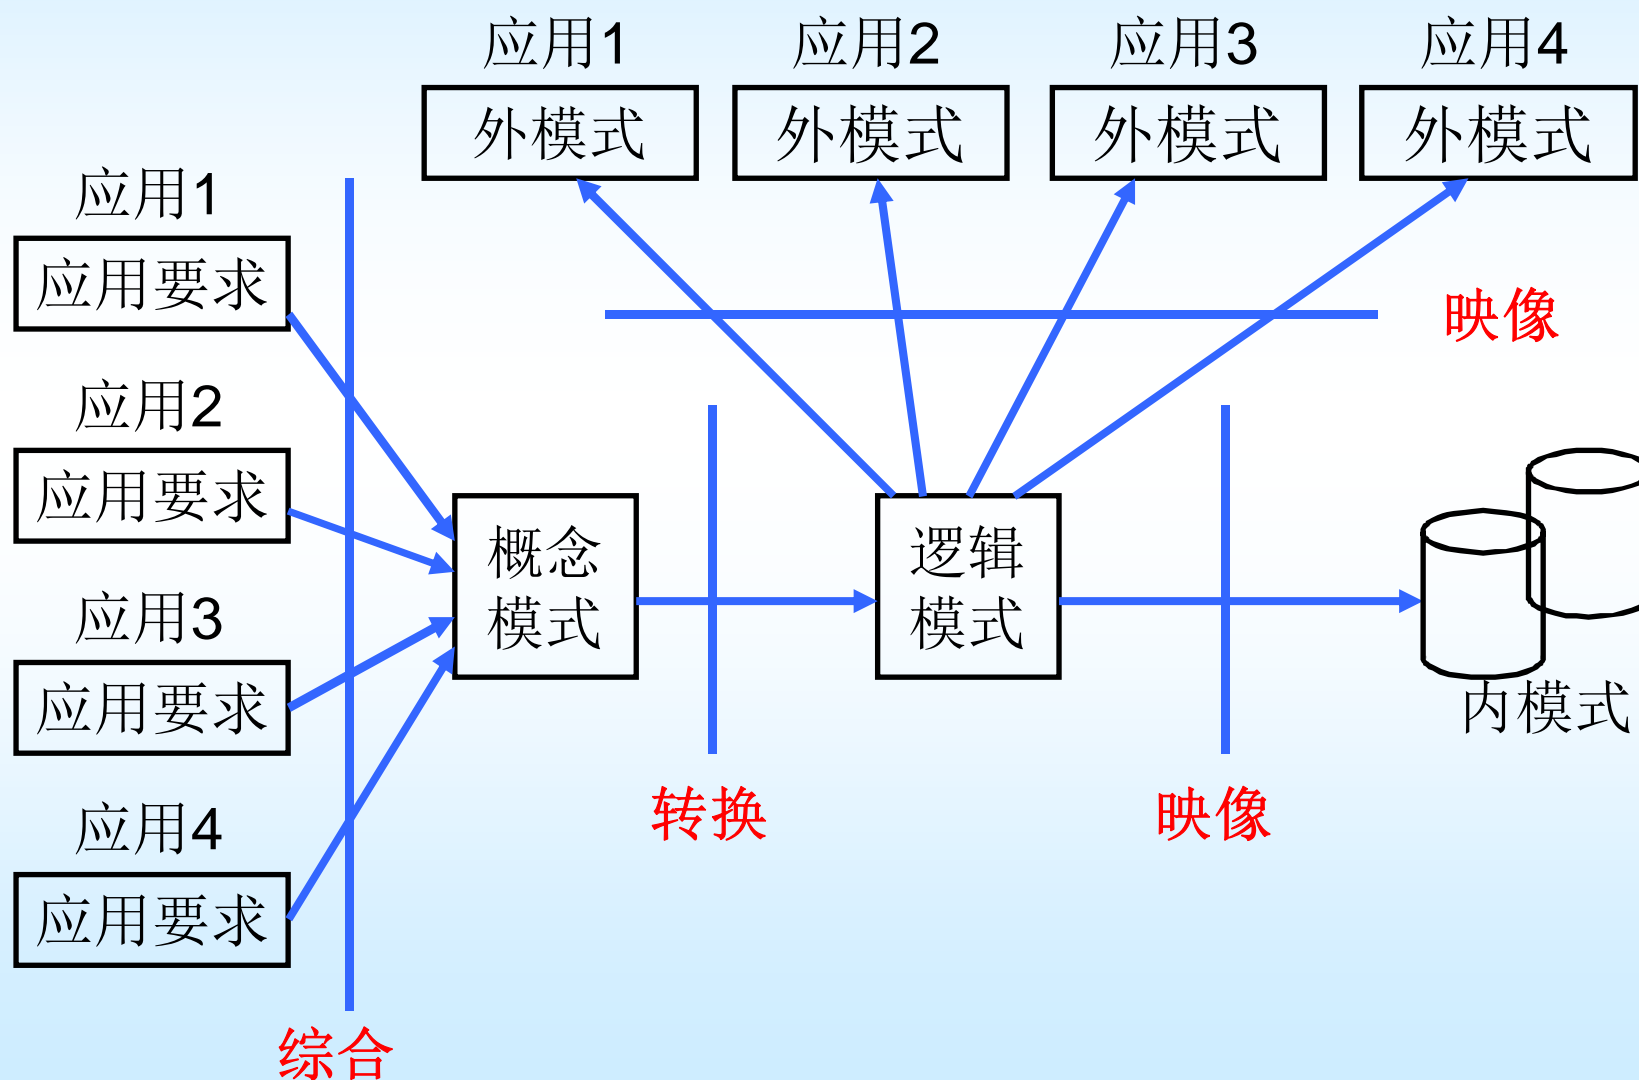 应用1
应用2
应用3
应用4
外模式
外模式
外模式
外模式
应用1
应用要求
映像
应用2
应用要求
概念
模式
逻辑
模式
应用3
应用要求
内模式
转换
映像
应用4
应用要求
综合